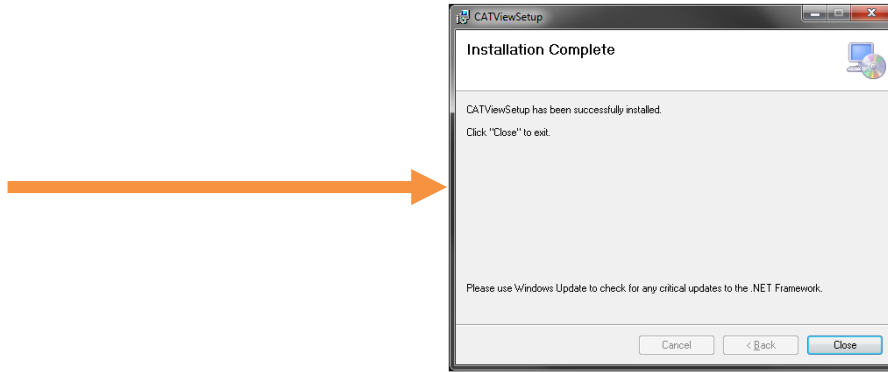 CATViewSetup
Installation Complete
CATViewSetup has been successfully installed.
Click "Close" to exit.
Please use Windows Update to check for any critical updates to the .NET Framework.
Cancel
< Back
Close